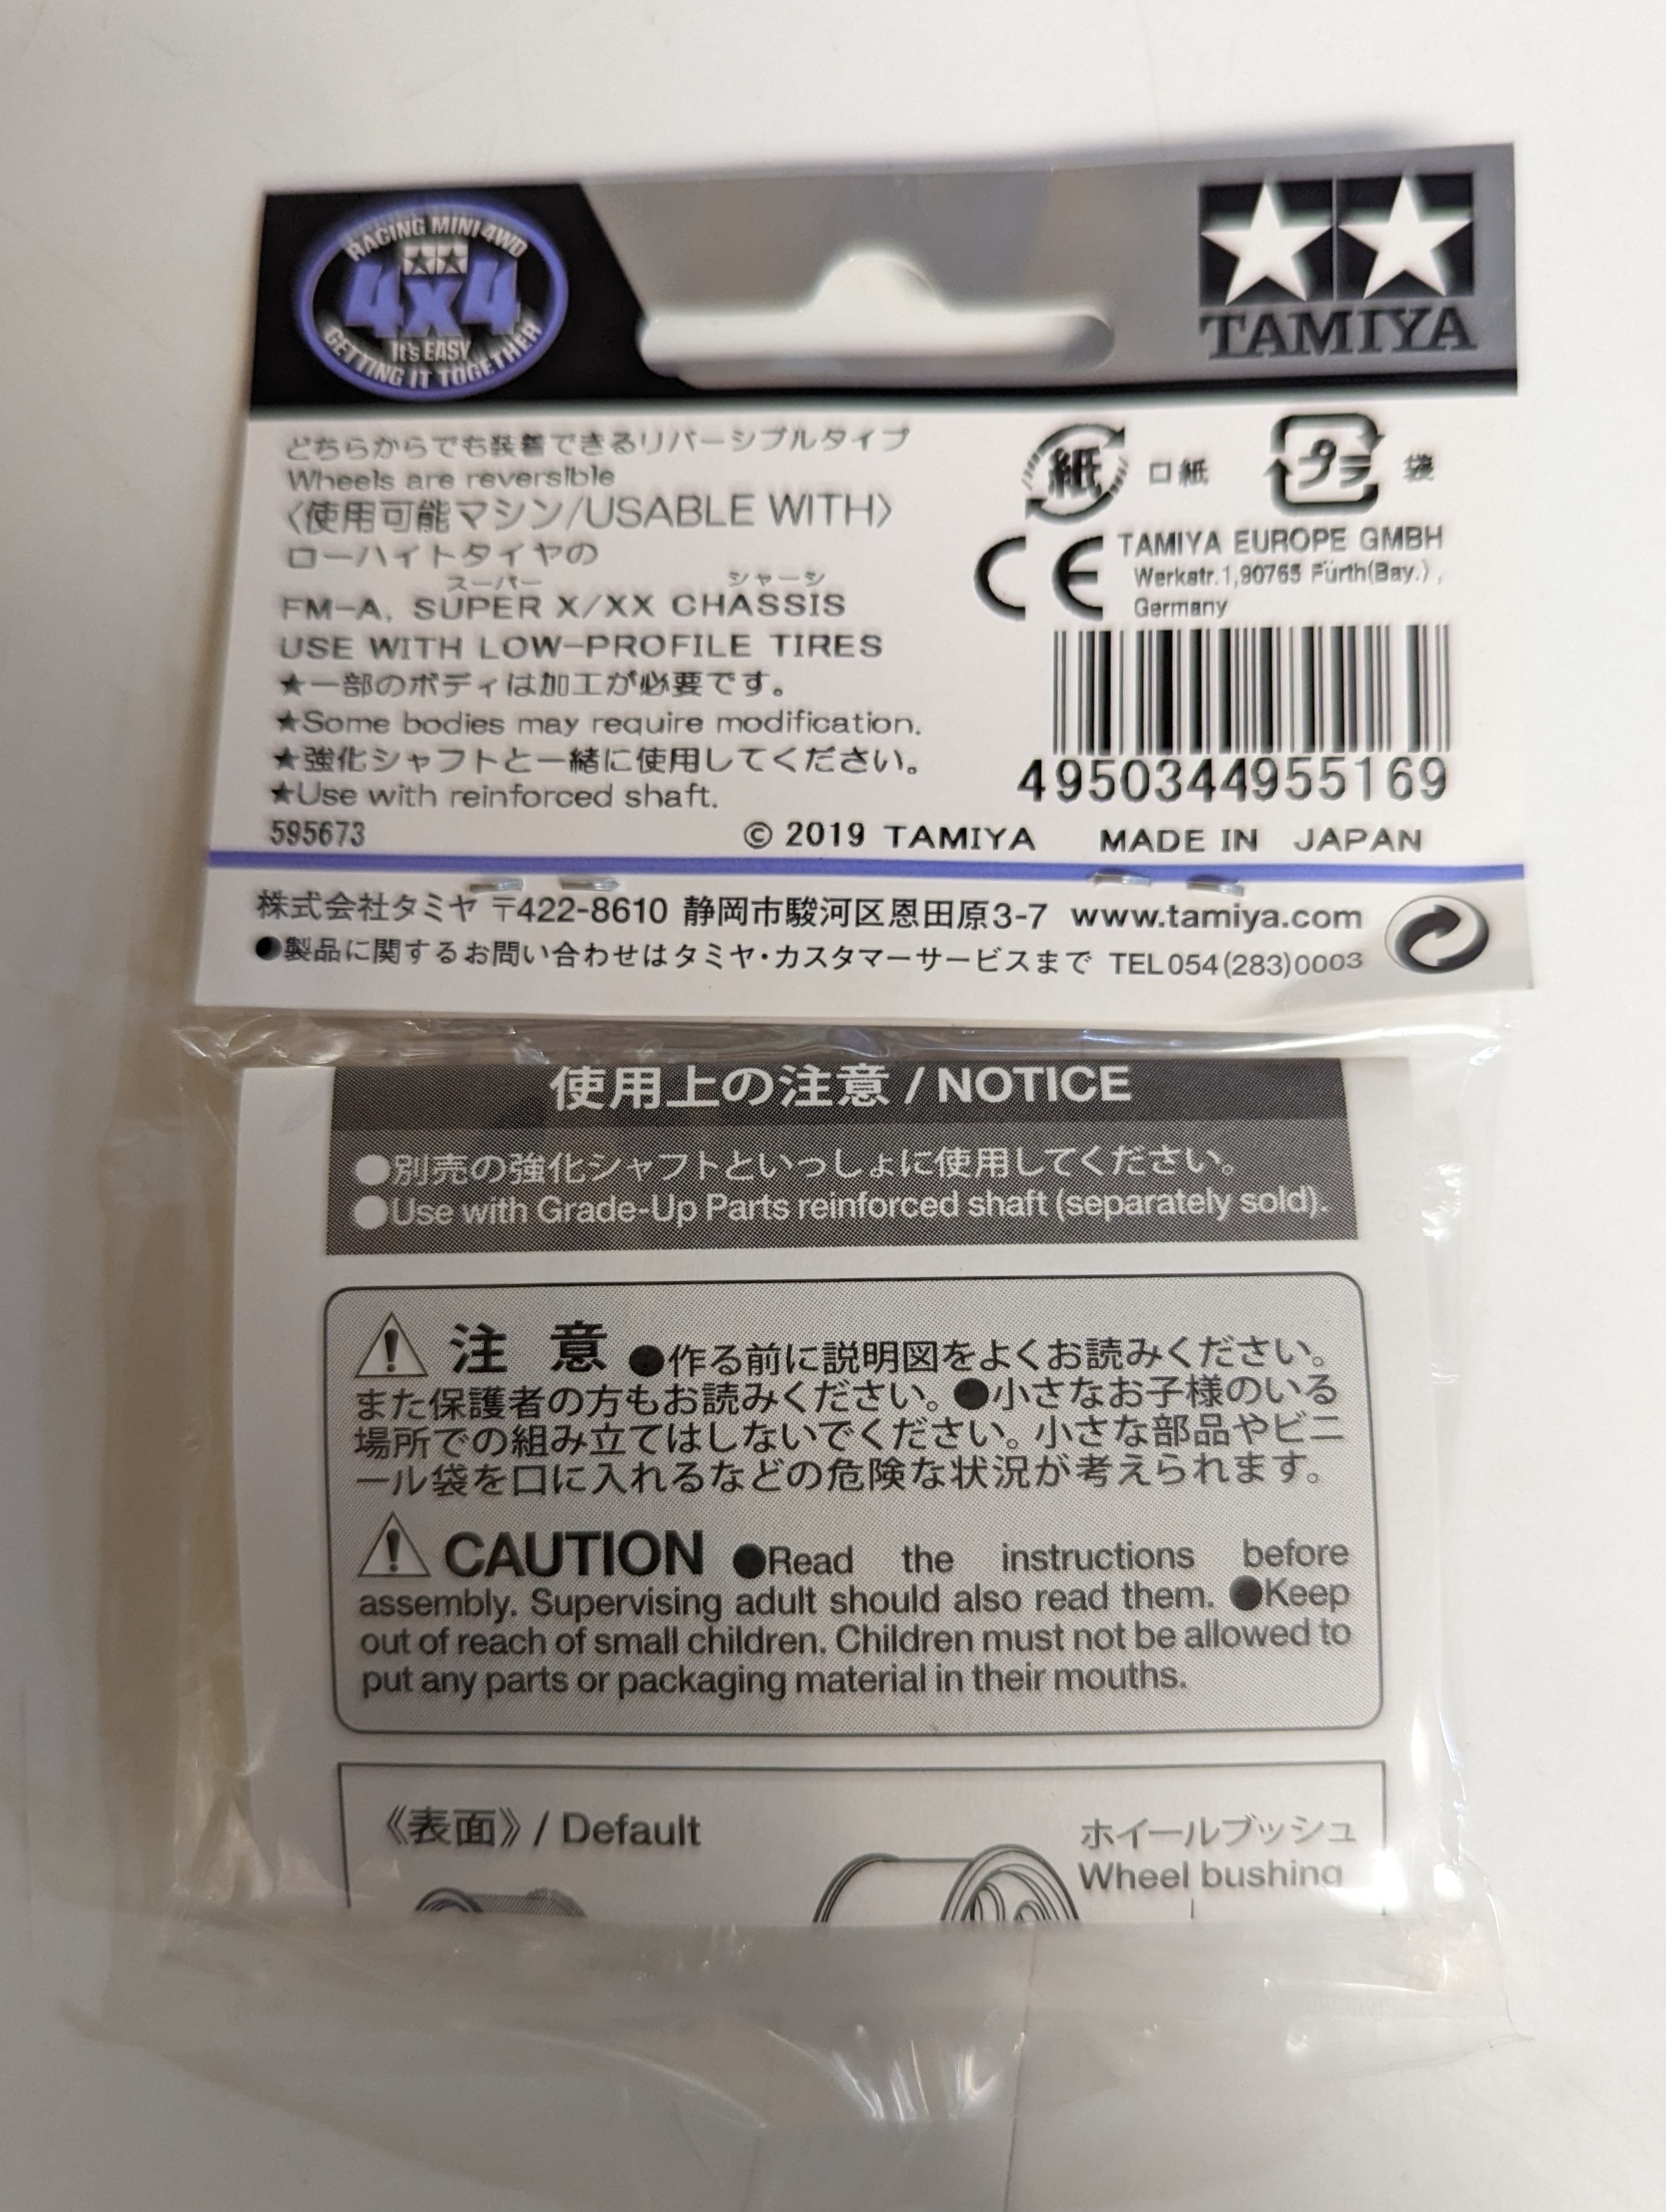 RACING MINI 4WD
4x4
It's EASY
GETTING IT TOGETHER
TAMIYA
どちらからでも装着できるリバーシブルタイプ
Wheels are reversible
〈使用可能マシン/USABLE WITH〉
ローハイトタイヤの
スーパー シャーシ
FM-A, SUPER X/XX CHASSIS
USE WITH LOW-PROFILE TIRES
★一部のボディは加工が必要です。
★Some bodies may require modification.
★強化シャフトと一緒に使用してください。
★Use with reinforced shaft.
595673
紙 口紙 プラ 袋
CE TAMIYA EUROPE GMBH
Werkstr.1,90765 Fürth(Bay.),
Germany
4950344955169
© 2019 TAMIYA MADE IN JAPAN
株式会社タミヤ 〒422-8610 静岡市駿河区恩田原3-7 www.tamiya.com
●製品に関するお問い合わせはタミヤ・カスタマーサービスまで TEL054(283)0003
使用上の注意 / NOTICE
●別売の強化シャフトといっしょに使用してください。
●Use with Grade-Up Parts reinforced shaft (separately sold).
注意 ●作る前に説明図をよくお読みください。
また保護者の方もお読みください。●小さなお子様のいる
場所での組み立てはしないでください。小さな部品やビニ
ール袋を口に入れるなどの危険な状況が考えられます。
CAUTION ●Read the instructions before
assembly. Supervising adult should also read them. ●Keep
out of reach of small children. Children must not be allowed to
put any parts or packaging material in their mouths.
《表面》/ Default
ホイールブッシュ
Wheel bushing